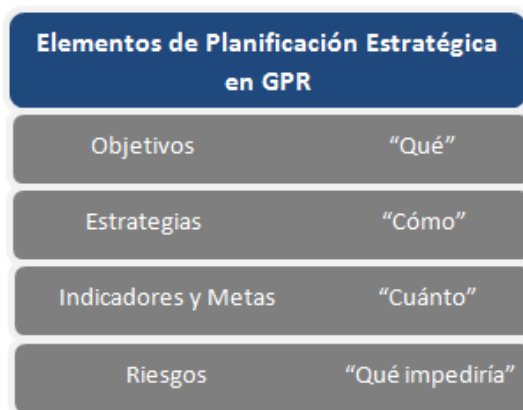 Elementos de Planificación Estratégica
en GPR
Objetivos “Qué”
Estrategias “Cómo”
Indicadores y Metas “Cuánto”
Riesgos “Qué impediría”